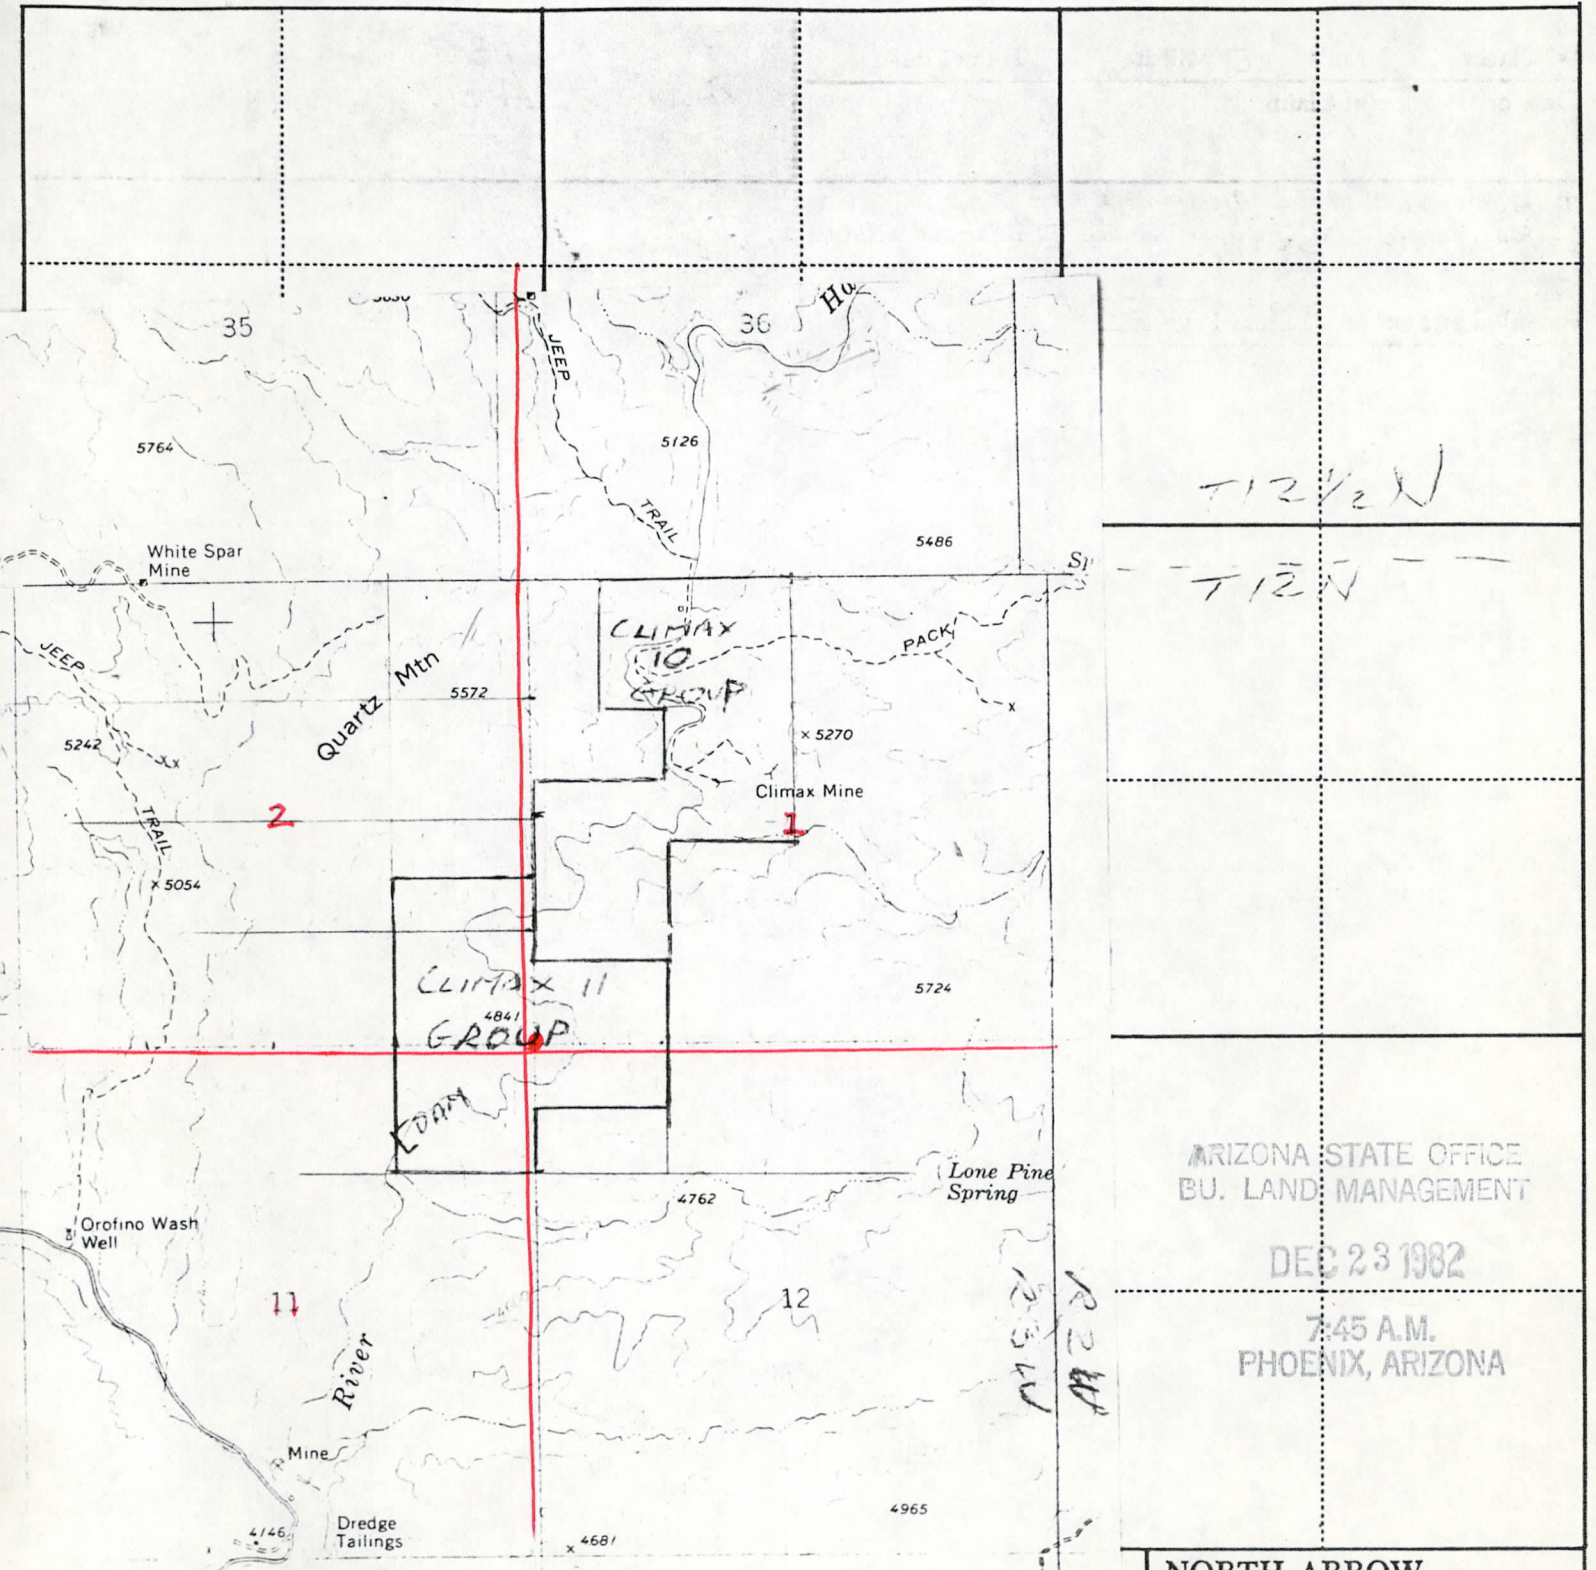 35
36
JEEP
5764
5126
TRAIL
5486
T12½N
T12N
White Spar
Mine
CLIMAX
10
GROUP
PACK
JEEP
Quartz Mtn
5572
5242
x x
x 5270
x
Climax Mine
2
1
TRAIL
x 5054
CLIMAX 11
4841
GROUP
5724
[DAM
Lone Pine
Spring
4762
Orofino Wash
Well
ARIZONA STATE OFFICE
BU. LAND MANAGEMENT
DEC 23 1982
7:45 A.M.
PHOENIX, ARIZONA
11
12
R3W
River
Mine
4965
Dredge
Tailings
4146
x 4681
NORTH ARROW